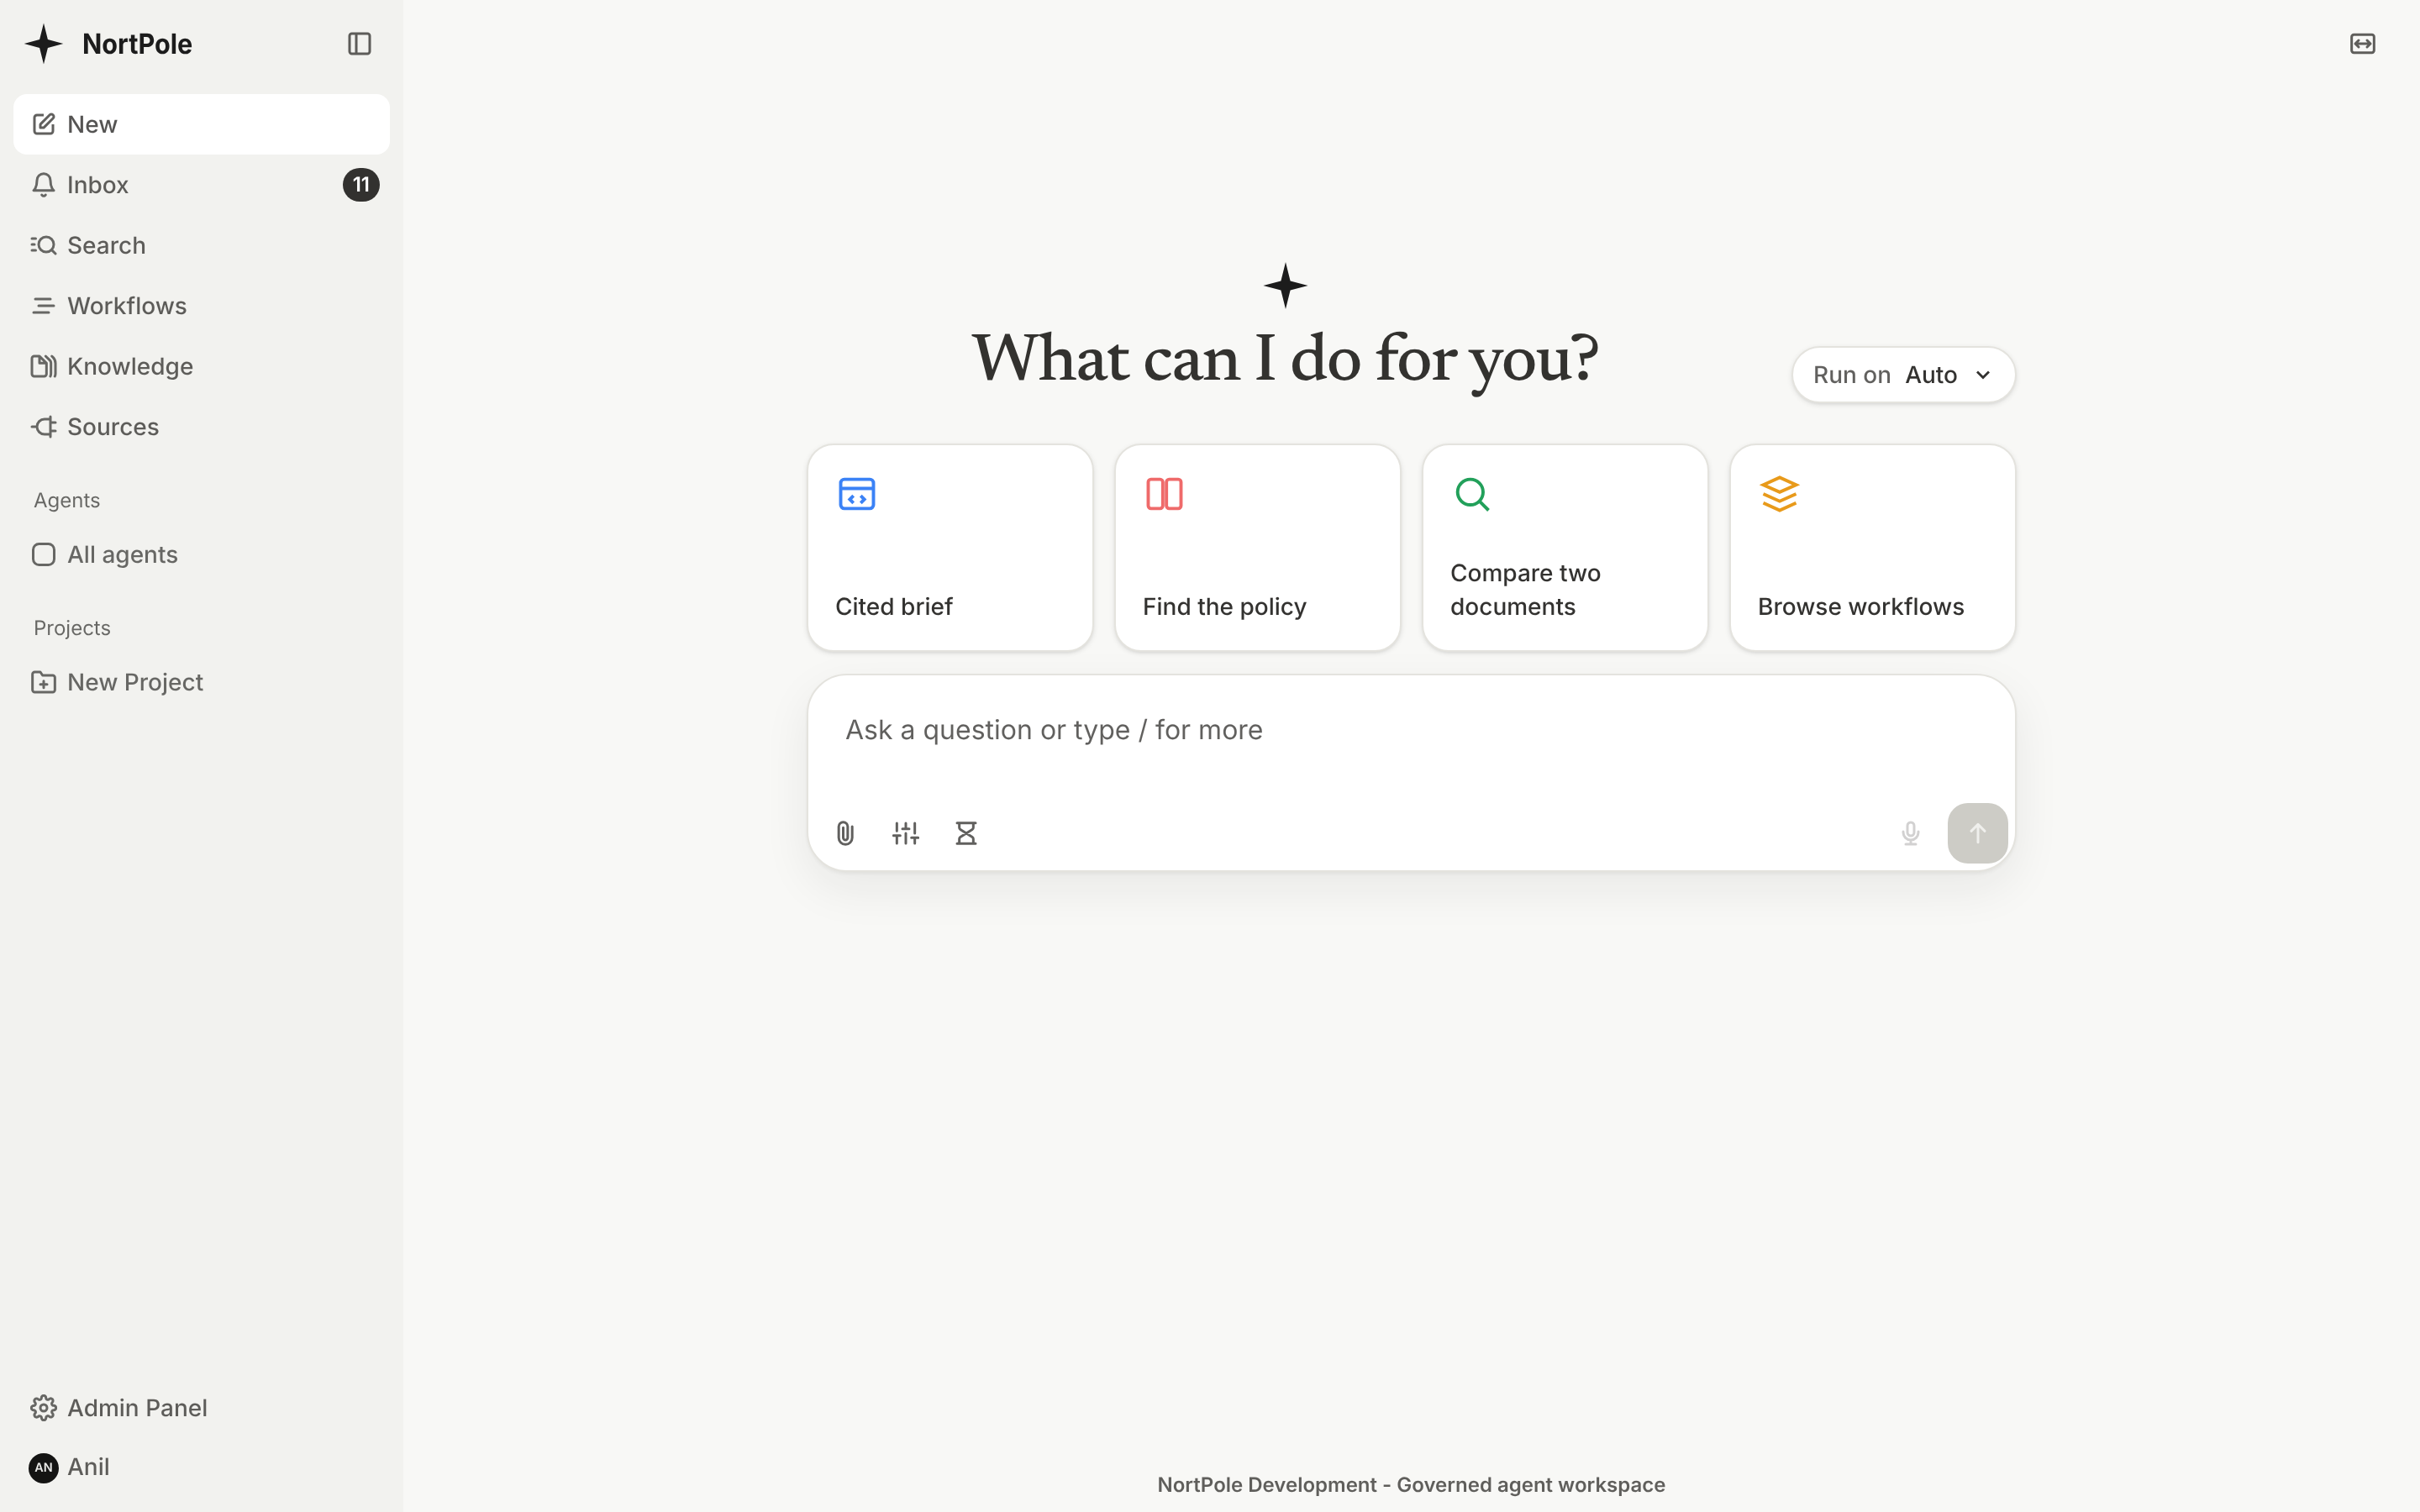 NortPole
New
Inbox
11
Search
Workflows
Knowledge
Sources
Agents
All agents
Projects
New Project
Admin Panel
AN
Anil
What can I do for you?
Run on Auto
Cited brief
Find the policy
Compare two
documents
Browse workflows
Ask a question or type / for more
NortPole Development - Governed agent workspace